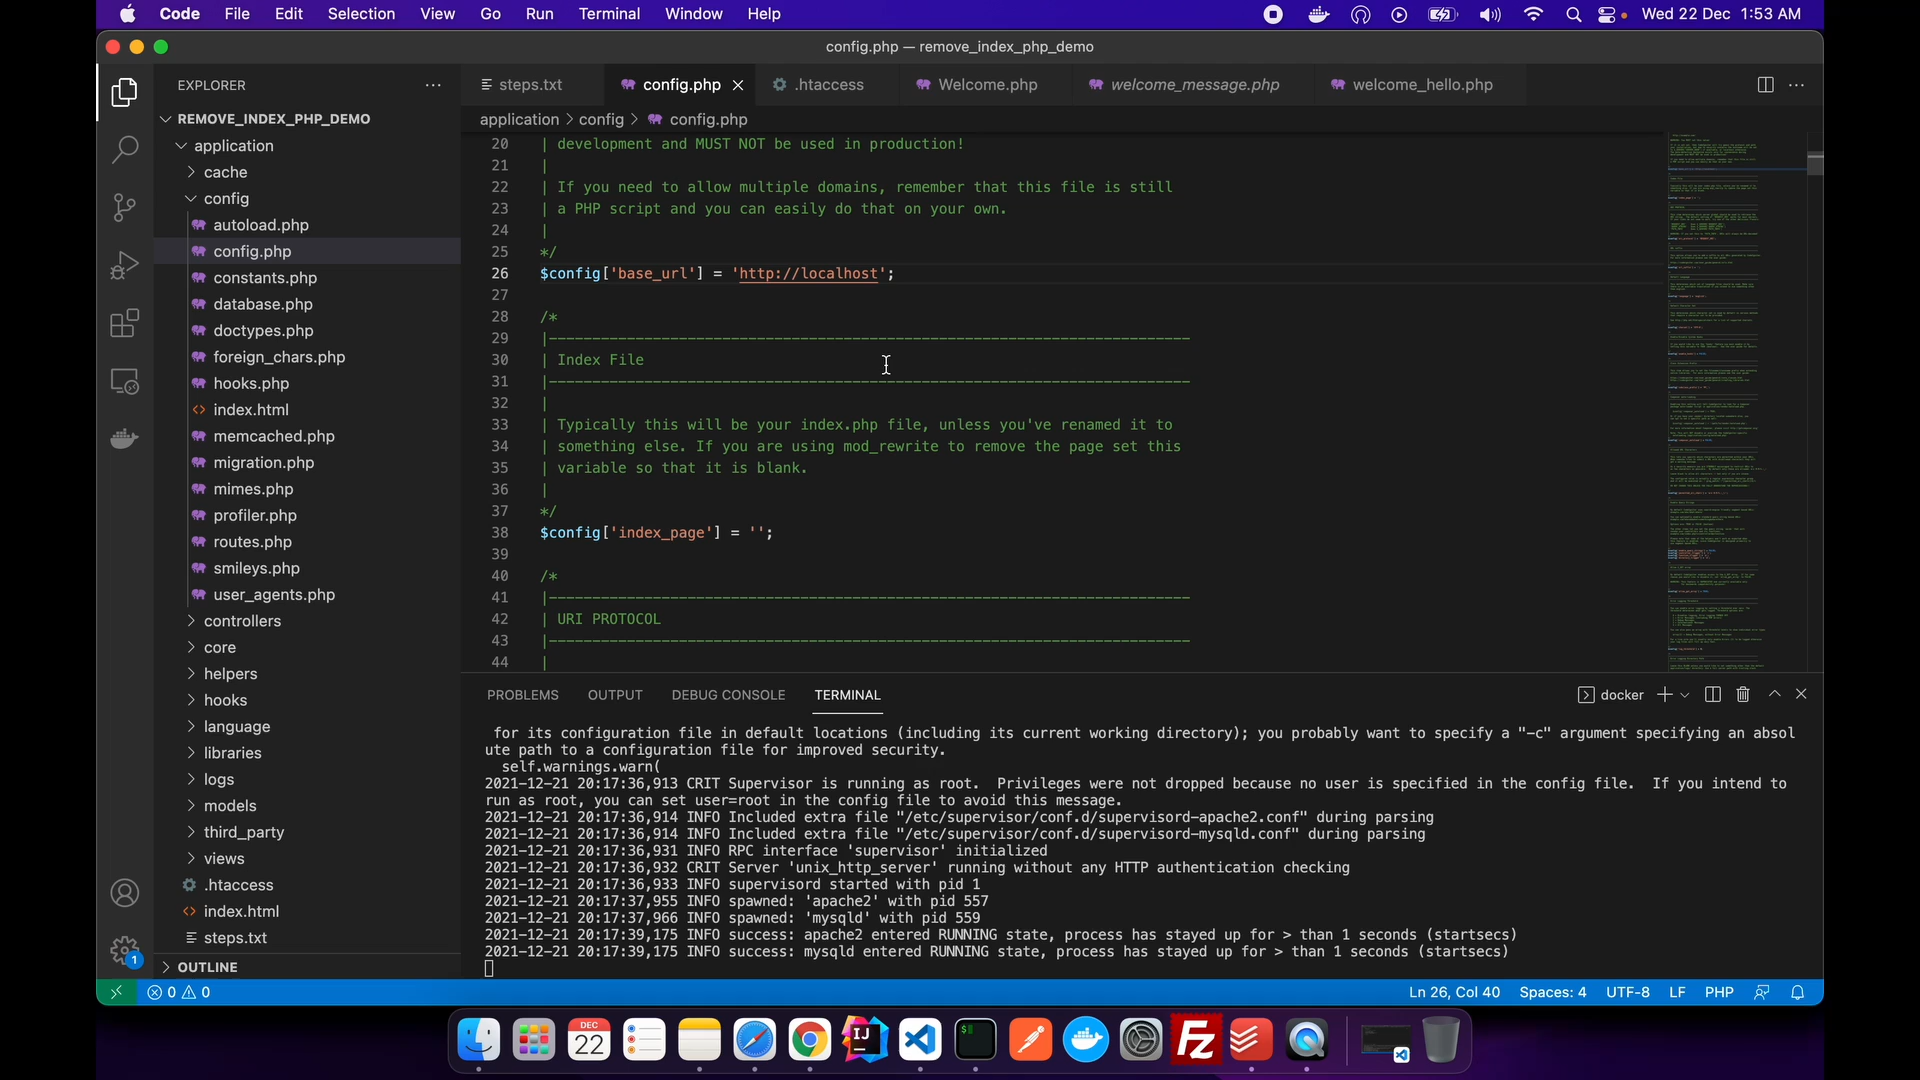 Code File Edit Selection View Go Run Terminal Window Help Wed 22 Dec 1:53 AM
config.php — remove_index_php_demo
EXPLORER
steps.txt config.php .htaccess Welcome.php welcome_message.php welcome_hello.php
application > config > config.php
REMOVE_INDEX_PHP_DEMO
application
cache
config
autoload.php
config.php
constants.php
database.php
doctypes.php
foreign_chars.php
hooks.php
index.html
memcached.php
migration.php
mimes.php
profiler.php
routes.php
smileys.php
user_agents.php
controllers
core
helpers
hooks
language
libraries
logs
models
third_party
views
.htaccess
index.html
steps.txt
OUTLINE
20 | development and MUST NOT be used in production!
21 |
22 | If you need to allow multiple domains, remember that this file is still
23 | a PHP script and you can easily do that on your own.
24 |
25 */
26 $config['base_url'] = 'http://localhost';
27
28 /*
29 |--------------------------------------------------------------------------
30 | Index File
31 |--------------------------------------------------------------------------
32 |
33 | Typically this will be your index.php file, unless you've renamed it to
34 | something else. If you are using mod_rewrite to remove the page set this
35 | variable so that it is blank.
36 |
37 */
38 $config['index_page'] = '';
39
40 /*
41 |--------------------------------------------------------------------------
42 | URI PROTOCOL
43 |--------------------------------------------------------------------------
44 |
PROBLEMS OUTPUT DEBUG CONSOLE TERMINAL docker
for its configuration file in default locations (including its current working directory); you probably want to specify a "-c" argument specifying an absol
ute path to a configuration file for improved security.
self.warnings.warn(
2021-12-21 20:17:36,913 CRIT Supervisor is running as root.  Privileges were not dropped because no user is specified in the config file.  If you intend to
run as root, you can set user=root in the config file to avoid this message.
2021-12-21 20:17:36,914 INFO Included extra file "/etc/supervisor/conf.d/supervisord-apache2.conf" during parsing
2021-12-21 20:17:36,914 INFO Included extra file "/etc/supervisor/conf.d/supervisord-mysqld.conf" during parsing
2021-12-21 20:17:36,931 INFO RPC interface 'supervisor' initialized
2021-12-21 20:17:36,932 CRIT Server 'unix_http_server' running without any HTTP authentication checking
2021-12-21 20:17:36,933 INFO supervisord started with pid 1
2021-12-21 20:17:37,955 INFO spawned: 'apache2' with pid 557
2021-12-21 20:17:37,966 INFO spawned: 'mysqld' with pid 559
2021-12-21 20:17:39,175 INFO success: apache2 entered RUNNING state, process has stayed up for > than 1 seconds (startsecs)
2021-12-21 20:17:39,175 INFO success: mysqld entered RUNNING state, process has stayed up for > than 1 seconds (startsecs)
1
0 0 Ln 26, Col 40 Spaces: 4 UTF-8 LF PHP
DEC
22
IJ
$
FZ